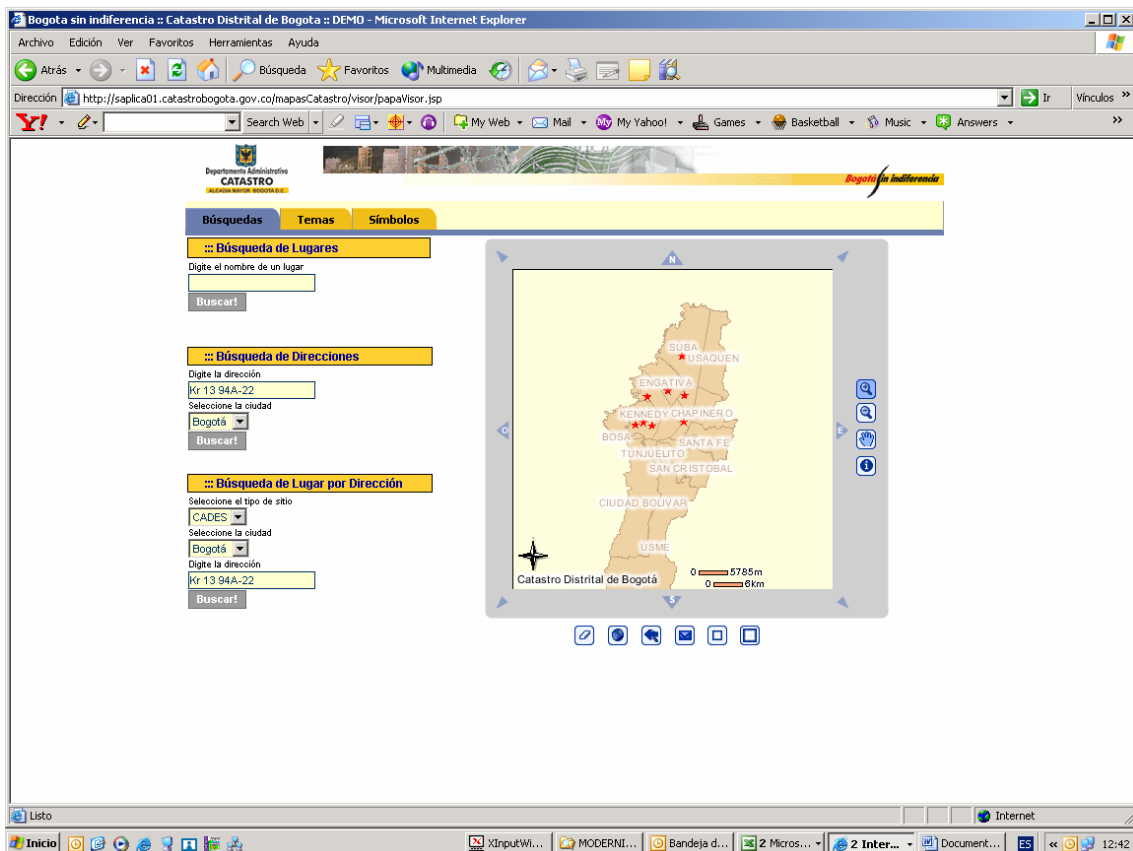 Bogota sin indiferencia :: Catastro Distrital de Bogota :: DEMO - Microsoft Internet Explorer
Archivo Edición Ver Favoritos Herramientas Ayuda
Atrás Búsqueda Favoritos Multimedia
Dirección http://saplica01.catastrobogota.gov.co/mapasCatastro/visor/papaVisor.jsp Ir Vínculos »
Y! Search Web My Web Mail My Yahoo! Games Basketball Music Answers »
Departamento Administrativo
CATASTRO
ALCALDIA MAYOR BOGOTA D.C.
Bogotá sin indiferencia
Búsquedas Temas Símbolos
::: Búsqueda de Lugares
Digite el nombre de un lugar
Buscar!
::: Búsqueda de Direcciones
Digite la dirección
Kr 13 94A-22
Seleccione la ciudad
Bogotá
Buscar!
::: Búsqueda de Lugar por Dirección
Seleccione el tipo de sitio
CADES
Seleccione la ciudad
Bogotá
Digite la dirección
Kr 13 94A-22
Buscar!
N
SUBA
USAQUEN
ENGATIVA
KENNEDY CHAPINERO
O E
BOSA
SANTA FE
TUNJUELITO
SAN CRISTOBAL
CIUDAD BOLIVAR
USME
Catastro Distrital de Bogotá
0 5785m
0 6km
S
Listo Internet
Inicio XInputWi... MODERNI... Bandeja d... 2 Micros... 2 Inter... Document... ES « 12:42